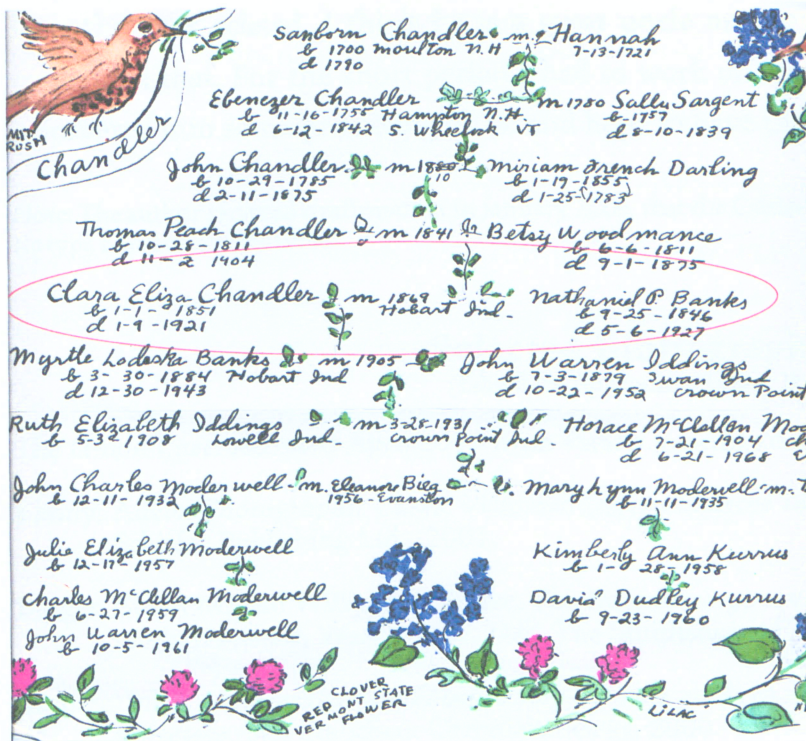 Sanborn Chandler m. Hannah
b 1700 Moulton N.H 7-13-1721
d 1790
Ebenezer Chandler m 1780 Sally Sargent
b 11-16-1755 Hampton N.H. b-1757
d 6-12-1842 S. Wheelock VT d 8-10-1839
Chandler
John Chandler m 1880 10 Miriam French Darling
b 10-29-1785 b 1-19-1855
d 2-11-1875 d 1-25-1783
Thomas Peach Chandler m 1841 Betsy Woodmance
b 10-28-1811 b 6-6-1811
d 11-2 1904 d 9-1-1875
Clara Eliza Chandler m 1869 Nathaniel P. Banks
b 1-1-1851 Hobart Ind. b 9-25-1846
d 1-9-1921 d 5-6-1927
Myrtle Lodeska Banks m 1905 John Warren Iddings
b 3-30-1884 Hobart Ind b 7-3-1879 Swan Ind
d 12-30-1943 d 10-22-1952 Crown Point
Ruth Elizabeth Iddings m 3-28-1931 Horace McClellan Mod
b 5-3-1908 Lowell Ind. Crown Point Ind. b 7-21-1904 Ch
d 6-21-1968 E
John Charles Moderwell m. Eleanore Bieg Mary Lynn Moderwell m.
b 12-11-1932 1956-Evanston b 11-11-1935
Julie Elizabeth Moderwell Kimberly Ann Kurrus
b 12-17-1957 b 1-28-1958
Charles McClellan Moderwell David Dudley Kurrus
b 6-27-1959 b 9-23-1960
John Warren Moderwell
b 10-5-1961
RED CLOVER
VERMONT STATE
FLOWER
LILAC